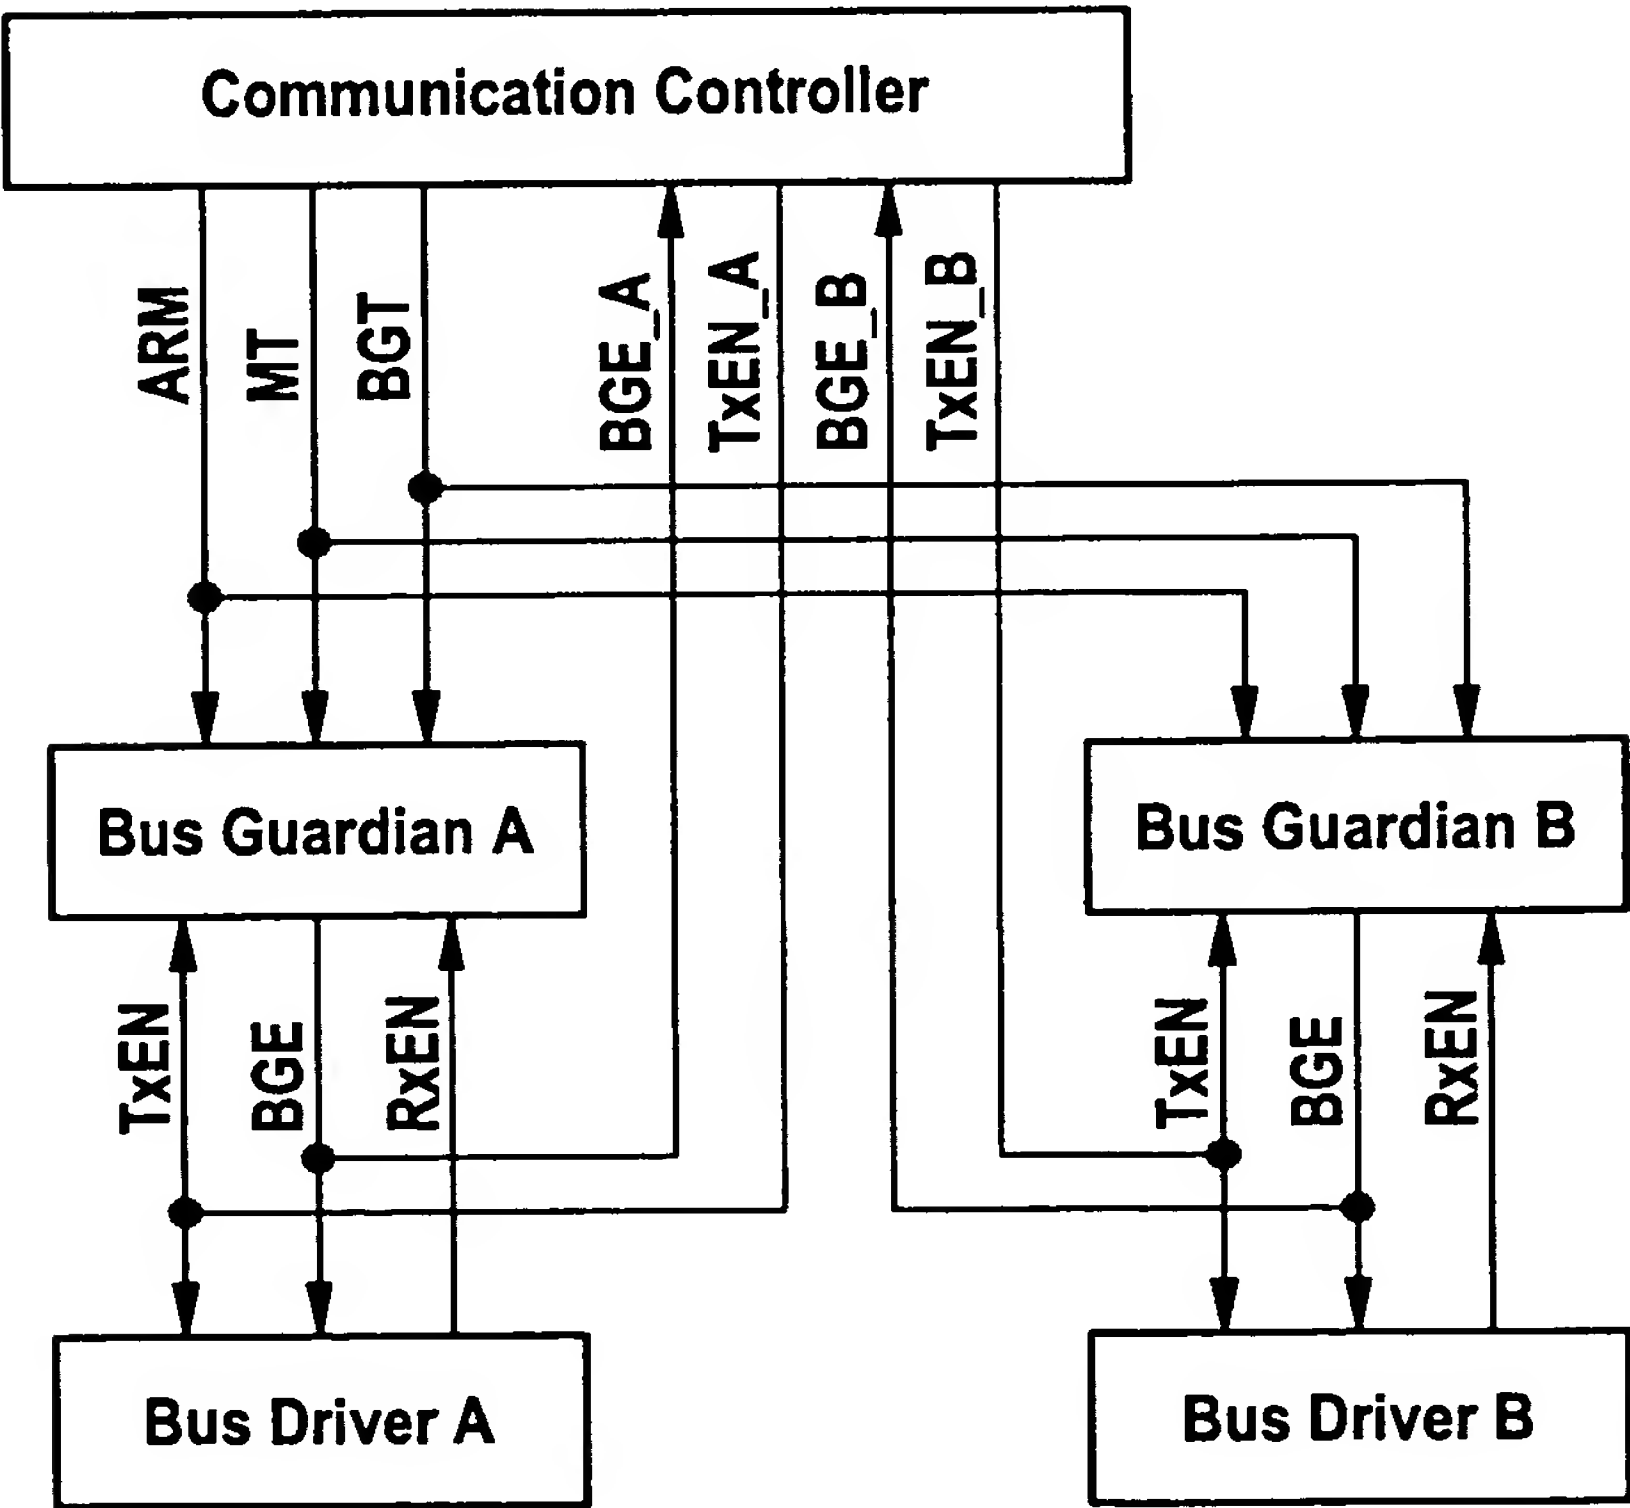 Communication Controller
ARM
MT
BGT
BGE_A
TxEN_A
BGE_B
TxEN_B
Bus Guardian A
Bus Guardian B
TxEN
BGE
RxEN
TxEN
BGE
RxEN
Bus Driver A
Bus Driver B